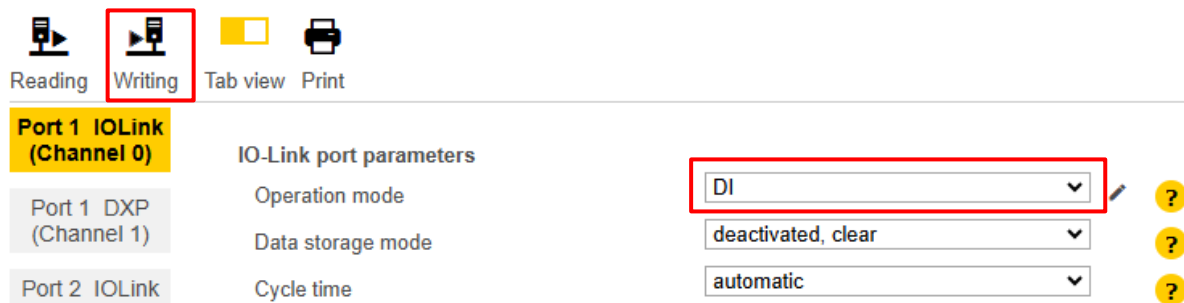 Reading Writing Tab view Print
Port 1 IOLink
(Channel 0)
IO-Link port parameters
Operation mode DI ?
Port 1 DXP
(Channel 1)
Data storage mode deactivated, clear ?
Port 2 IOLink
Cycle time automatic ?